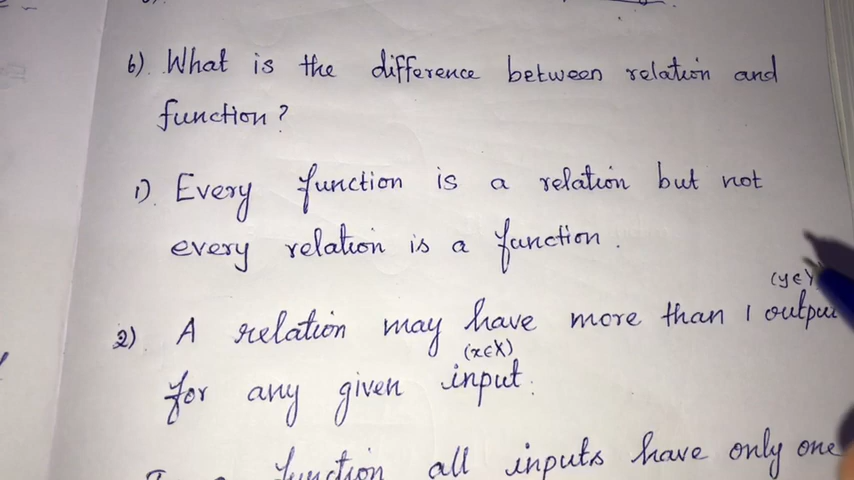 6). What is the difference between relation and
function?
1). Every function is a relation but not
every relation is a function.
(y∈Y)
2). A relation may have more than 1 output
(x∈X)
for any given input.
function all inputs have only one